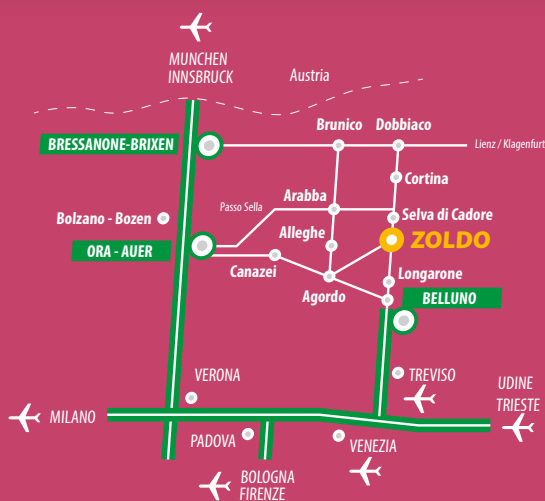 MUNCHEN
INNSBRUCK
Austria
Brunico
Dobbiaco
BRESSANONE-BRIXEN
Lienz / Klagenfurt
Cortina
Arabba
Passo Sella
Bolzano - Bozen
Selva di Cadore
Alleghe
ZOLDO
ORA - AUER
Canazei
Longarone
Agordo
BELLUNO
VERONA
TREVISO
UDINE
TRIESTE
MILANO
PADOVA
VENEZIA
BOLOGNA
FIRENZE